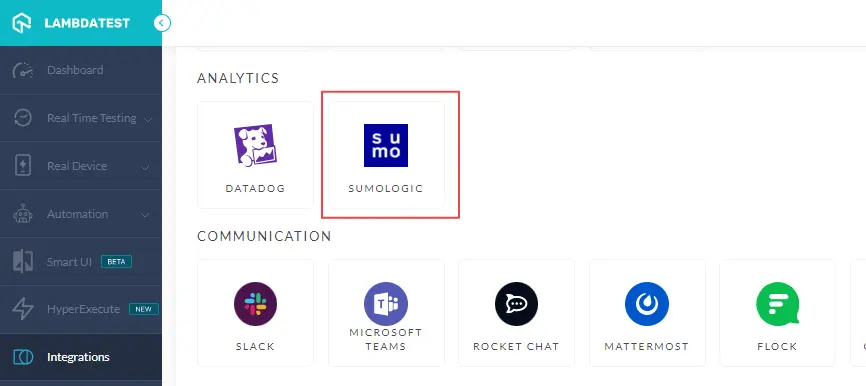 LAMBDATEST
Dashboard
Real Time Testing
Real Device
Automation
Smart UI BETA
HyperExecute NEW
Integrations
ANALYTICS
DATADOG
su
mo
SUMOLOGIC
COMMUNICATION
SLACK
MICROSOFT
TEAMS
ROCKET CHAT
MATTERMOST
FLOCK